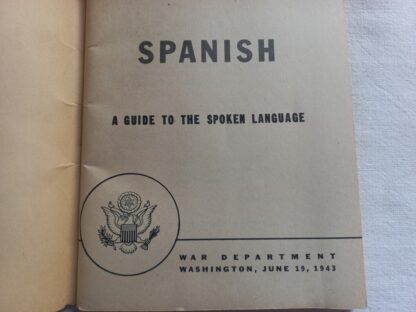 SPANISH
A GUIDE TO THE SPOKEN LANGUAGE
WAR DEPARTMENT
WASHINGTON, JUNE 19, 1943